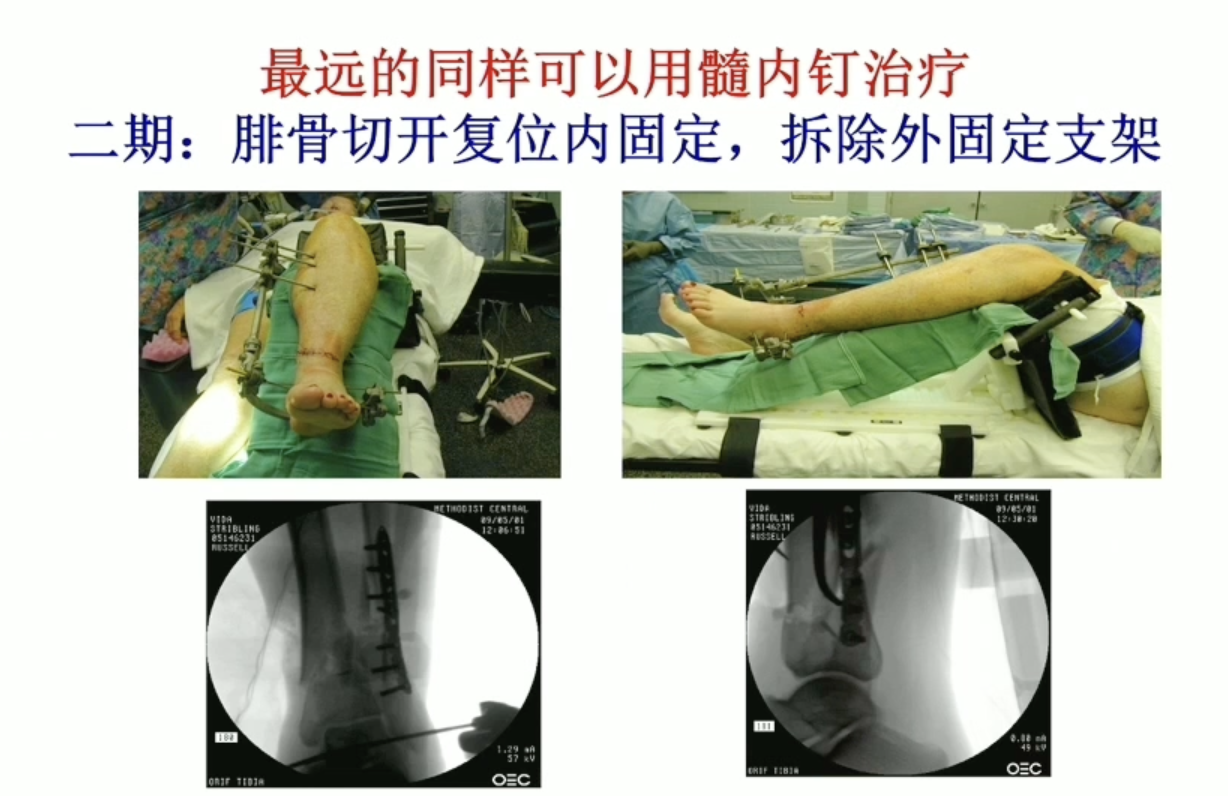 最远的同样可以用髓内钉治疗
二期：腓骨切开复位内固定，拆除外固定支架
VIDA
STRIBLING
05146231
RUSSELL
METHODIST CENTRAL
09/05/01
12:06:51
180
1.29 mA
57 kV
ORIF TIBIA
OEC
VIDA
STRIBLING
05146231
RUSSELL
METHODIST CENTRAL
09/05/01
12:30:20
0.80 mA
49 kV
ORIF TIBIA
OEC